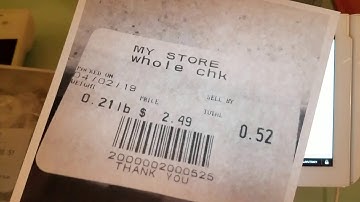 MY STORE
whole chk
PACKED ON
04/02/19
WEIGHT PRICE SELL BY TOTAL
0.21lb $ 2.49 0.52
2000002000525
THANK YOU